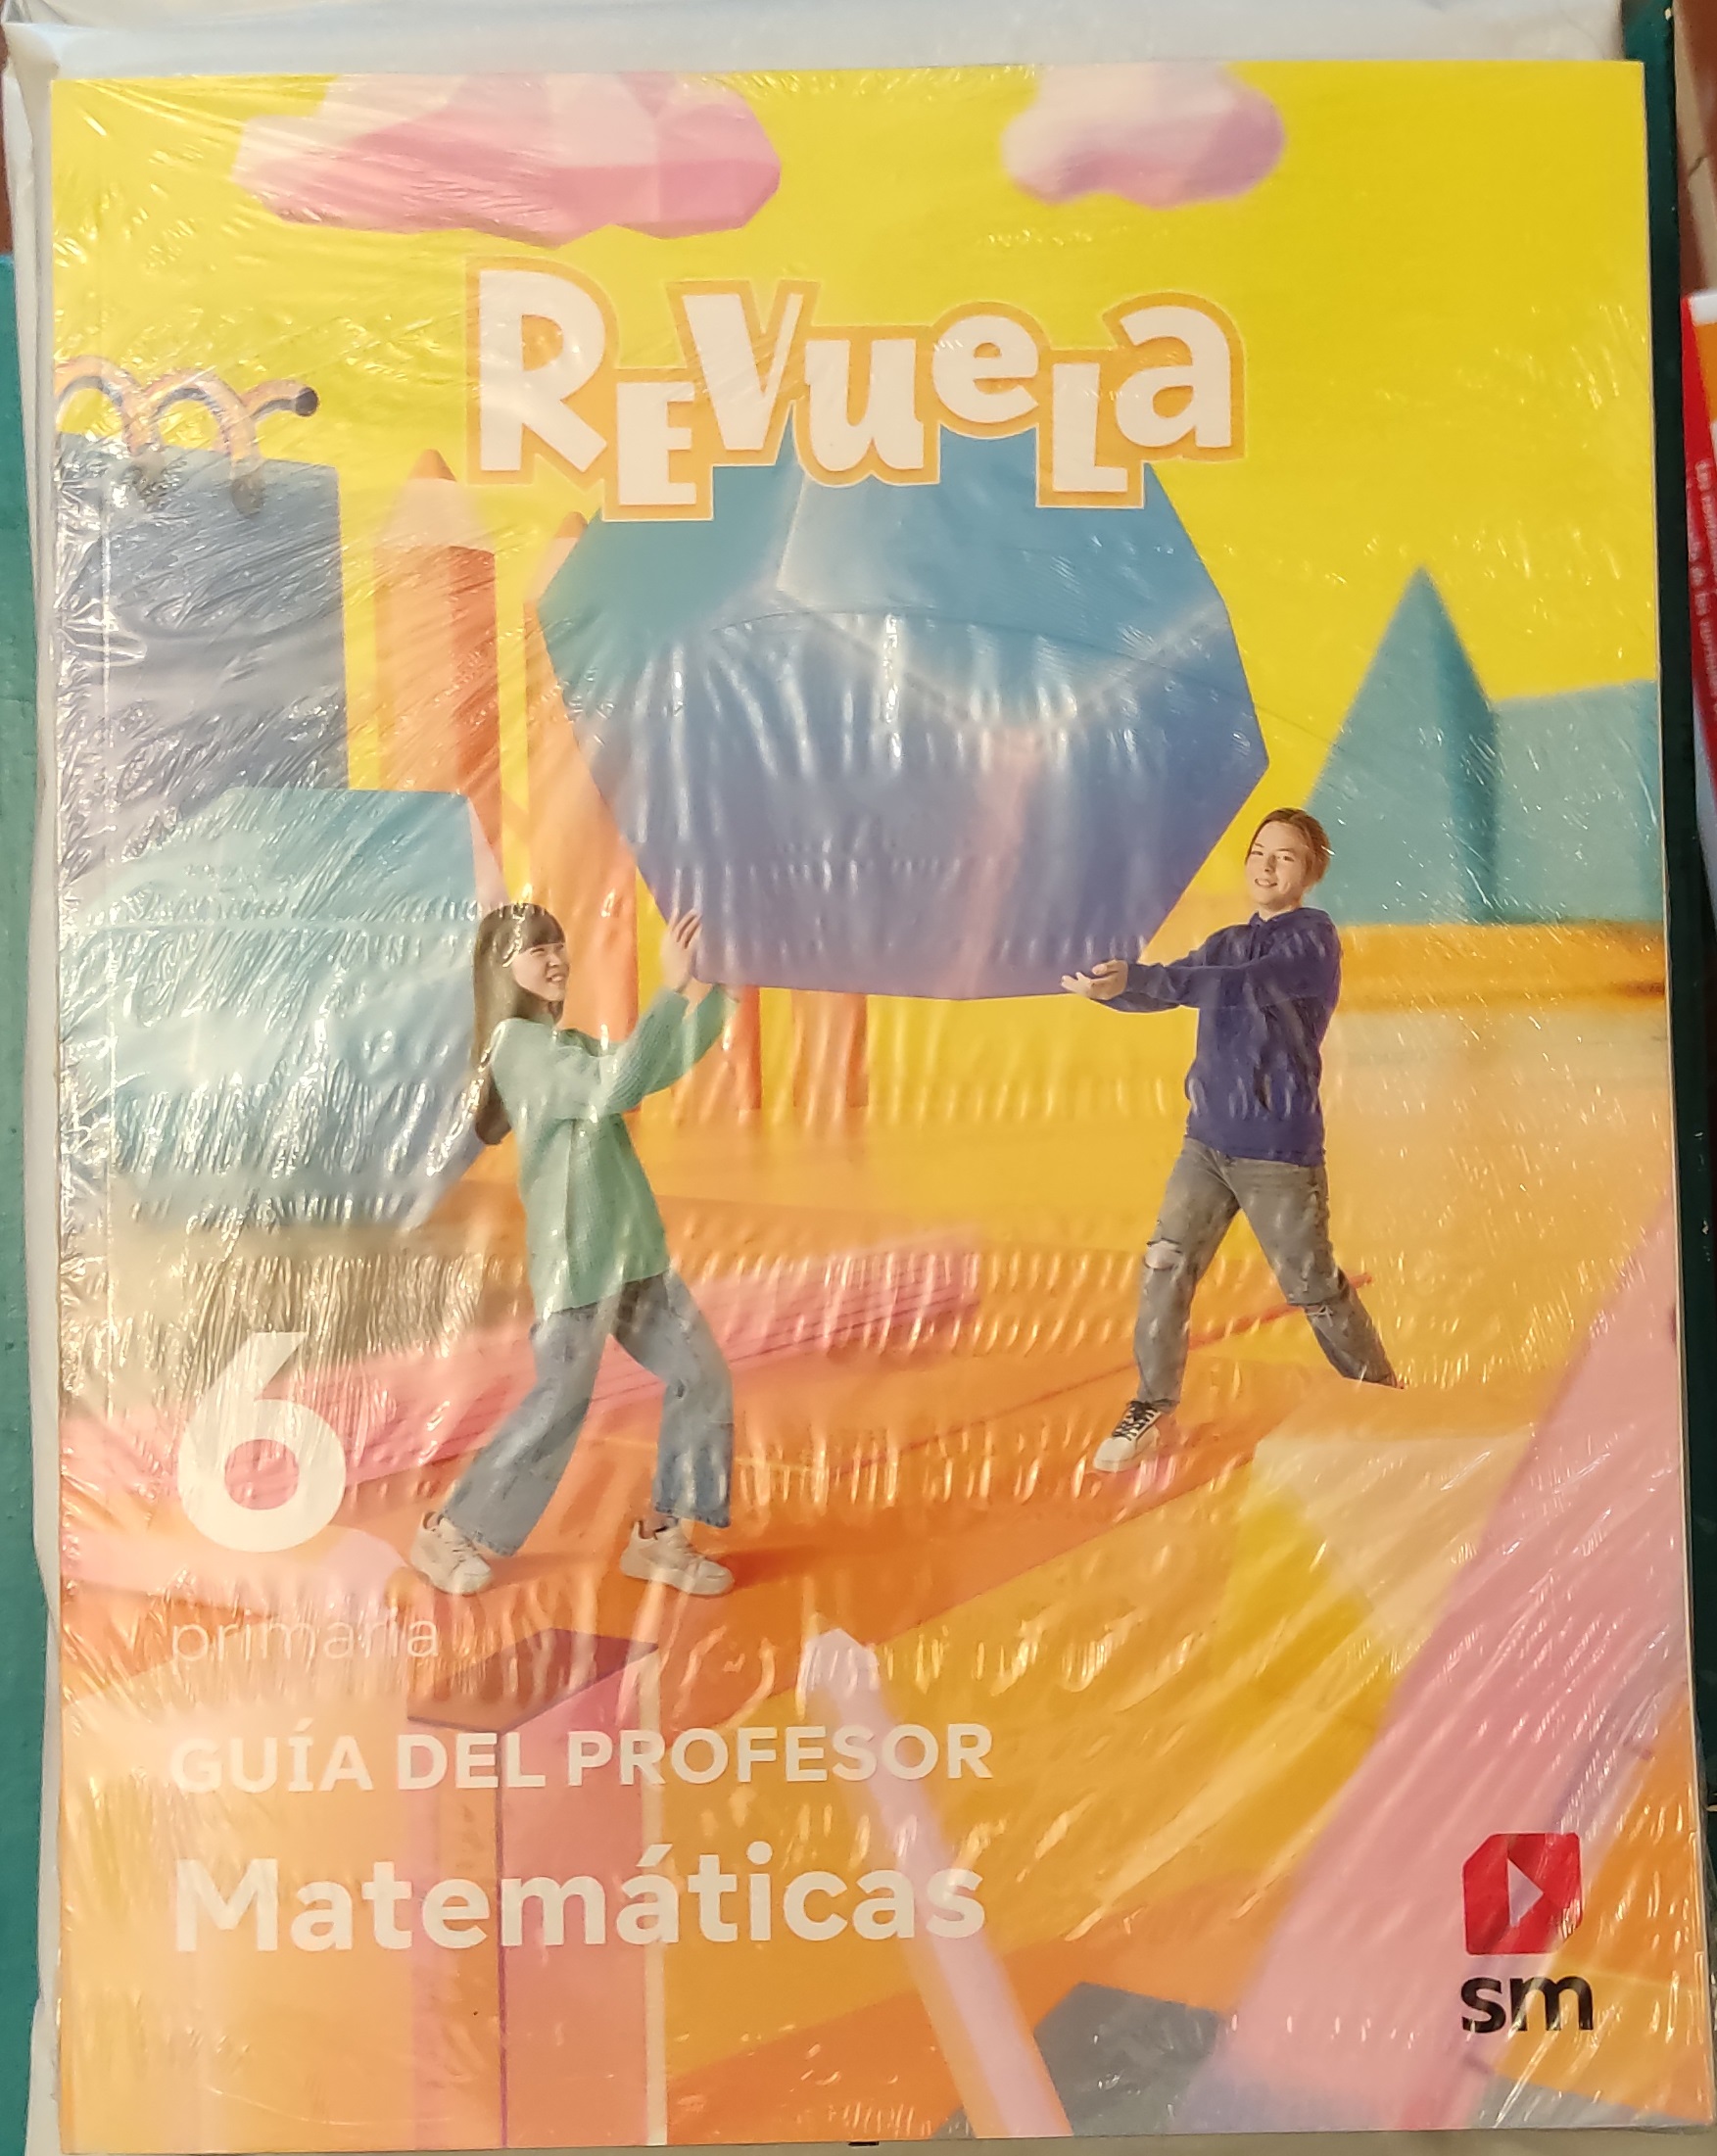 Revuela
6
primaria
GUÍA DEL PROFESOR
Matemáticas
sm